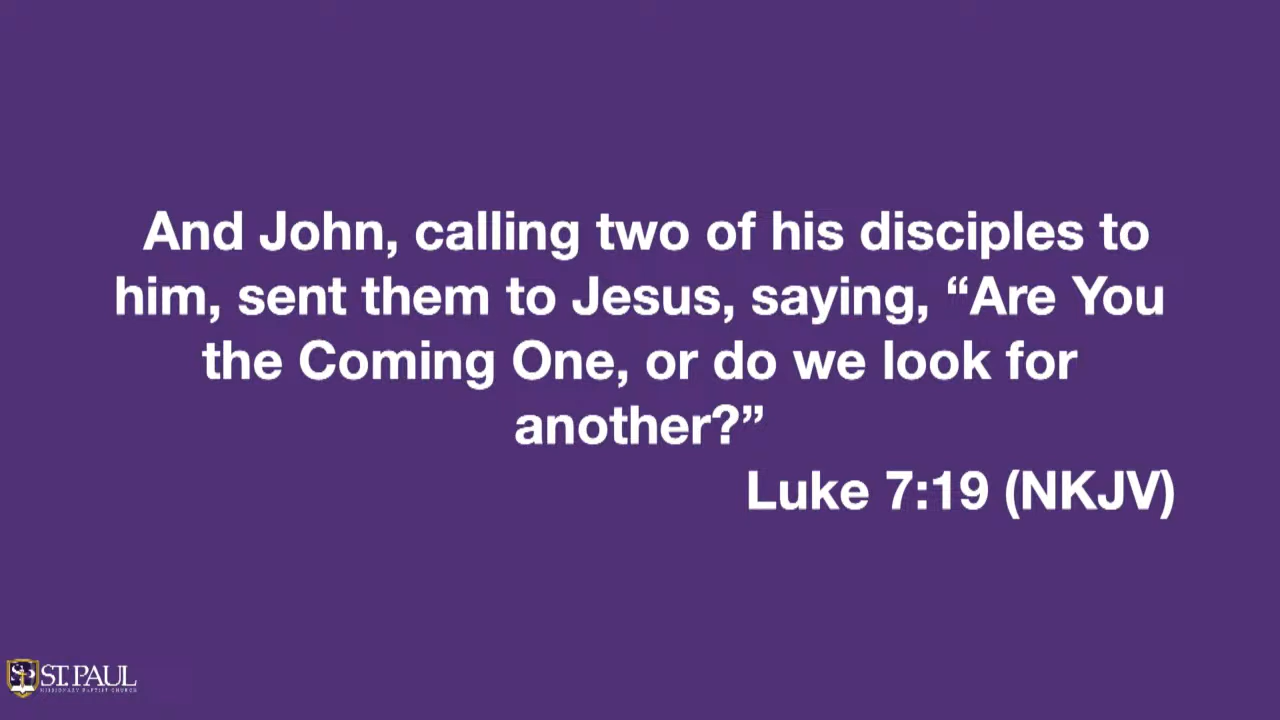 And John, calling two of his disciples to
him, sent them to Jesus, saying, “Are You
the Coming One, or do we look for
another?”
Luke 7:19 (NKJV)
ST. PAUL
MISSIONARY BAPTIST CHURCH